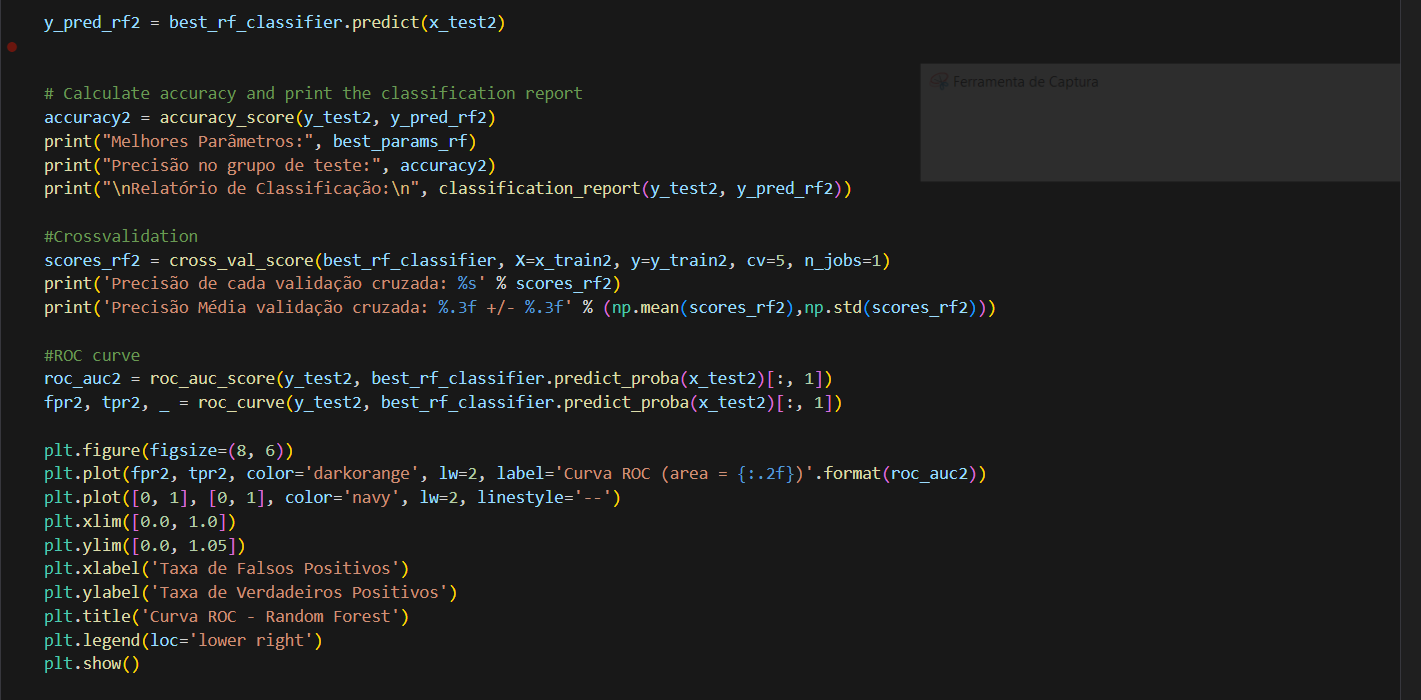 y_pred_rf2 = best_rf_classifier.predict(x_test2)
Ferramenta de Captura
# Calculate accuracy and print the classification report
accuracy2 = accuracy_score(y_test2, y_pred_rf2)
print("Melhores Parâmetros:", best_params_rf)
print("Precisão no grupo de teste:", accuracy2)
print("\nRelatório de Classificação:\n", classification_report(y_test2, y_pred_rf2))
#Crossvalidation
scores_rf2 = cross_val_score(best_rf_classifier, X=x_train2, y=y_train2, cv=5, n_jobs=1)
print('Precisão de cada validação cruzada: %s' % scores_rf2)
print('Precisão Média validação cruzada: %.3f +/- %.3f' % (np.mean(scores_rf2),np.std(scores_rf2)))
#ROC curve
roc_auc2 = roc_auc_score(y_test2, best_rf_classifier.predict_proba(x_test2)[:, 1])
fpr2, tpr2, _ = roc_curve(y_test2, best_rf_classifier.predict_proba(x_test2)[:, 1])
plt.figure(figsize=(8, 6))
plt.plot(fpr2, tpr2, color='darkorange', lw=2, label='Curva ROC (area = {:.2f})'.format(roc_auc2))
plt.plot([0, 1], [0, 1], color='navy', lw=2, linestyle='--')
plt.xlim([0.0, 1.0])
plt.ylim([0.0, 1.05])
plt.xlabel('Taxa de Falsos Positivos')
plt.ylabel('Taxa de Verdadeiros Positivos')
plt.title('Curva ROC - Random Forest')
plt.legend(loc='lower right')
plt.show()